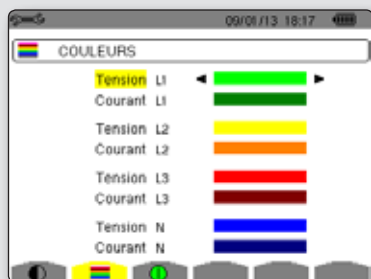 09/01/13 18:17
COULEURS
Tension L1
Courant L1
Tension L2
Courant L2
Tension L3
Courant L3
Tension N
Courant N